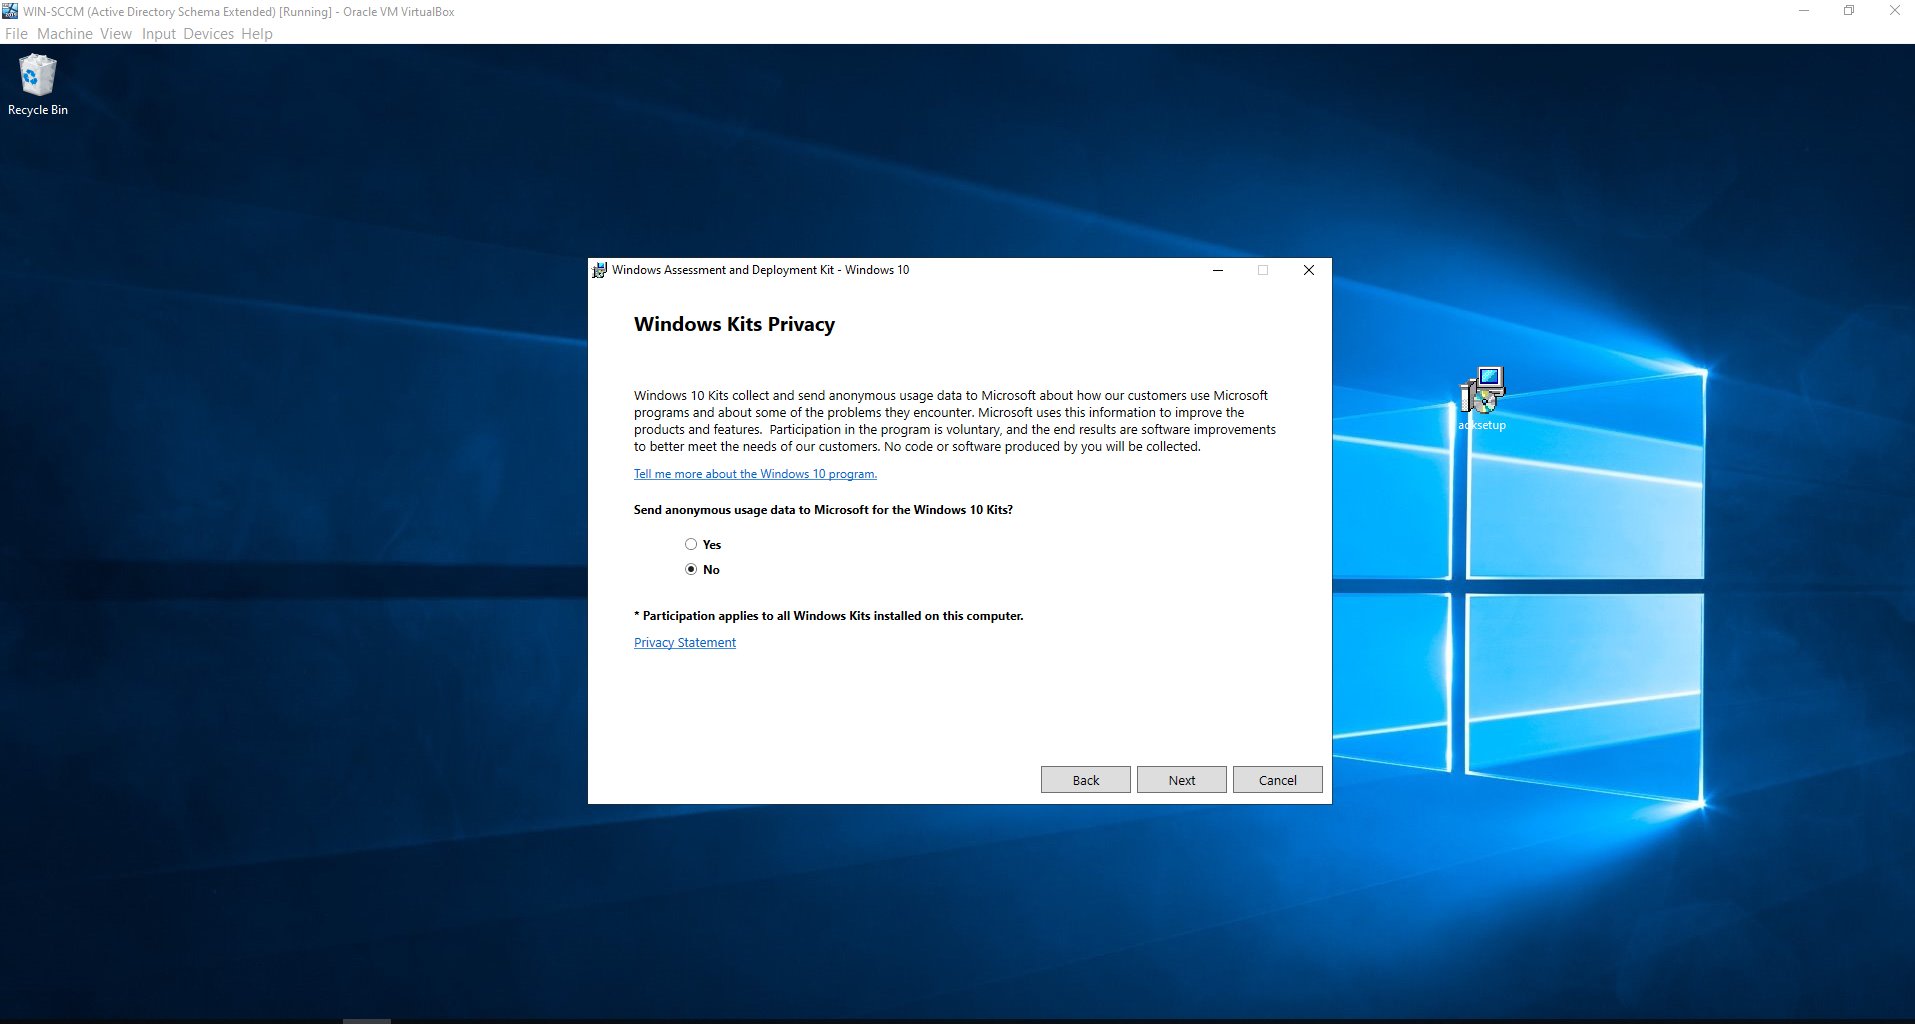 WIN-SCCM (Active Directory Schema Extended) [Running] - Oracle VM VirtualBox
File Machine View Input Devices Help
Recycle Bin
Windows Assessment and Deployment Kit - Windows 10
Windows Kits Privacy
Windows 10 Kits collect and send anonymous usage data to Microsoft about how our customers use Microsoft
programs and about some of the problems they encounter. Microsoft uses this information to improve the
products and features.  Participation in the program is voluntary, and the end results are software improvements
to better meet the needs of our customers. No code or software produced by you will be collected.
adksetup
Tell me more about the Windows 10 program.
Send anonymous usage data to Microsoft for the Windows 10 Kits?
Yes
No
* Participation applies to all Windows Kits installed on this computer.
Privacy Statement
Back Next Cancel